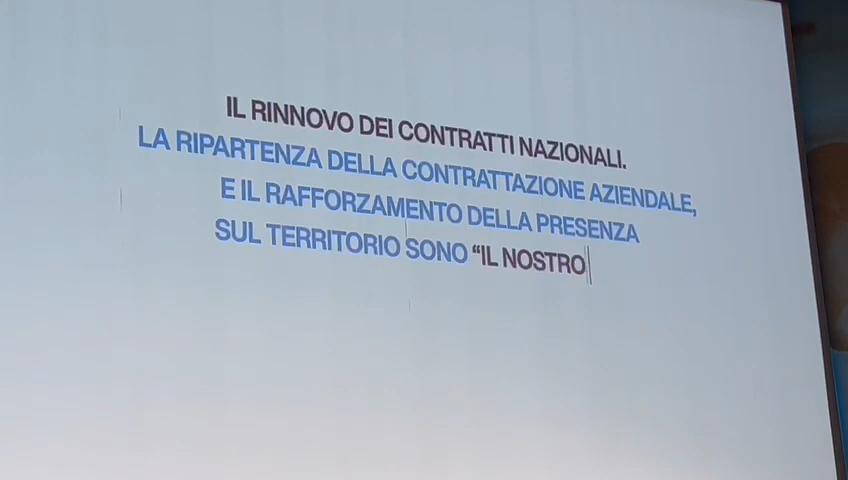 IL RINNOVO DEI CONTRATTI NAZIONALI.
LA RIPARTENZA DELLA CONTRATTAZIONE AZIENDALE,
E IL RAFFORZAMENTO DELLA PRESENZA
SUL TERRITORIO SONO “IL NOSTRO